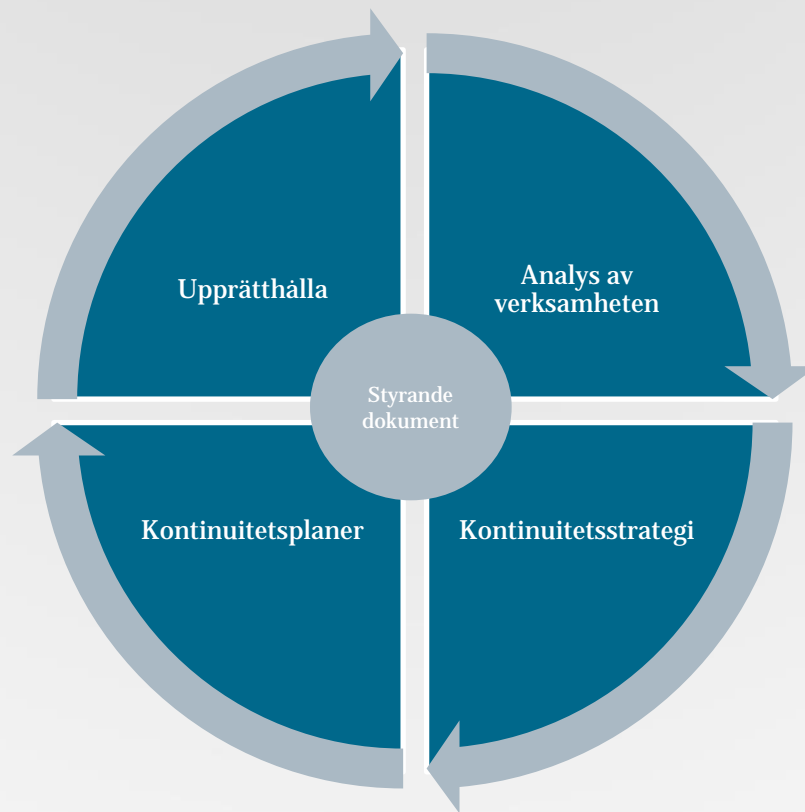 Upprätthålla
Analys av
verksamheten
Styrande
dokument
Kontinuitetsplaner
Kontinuitetsstrategi